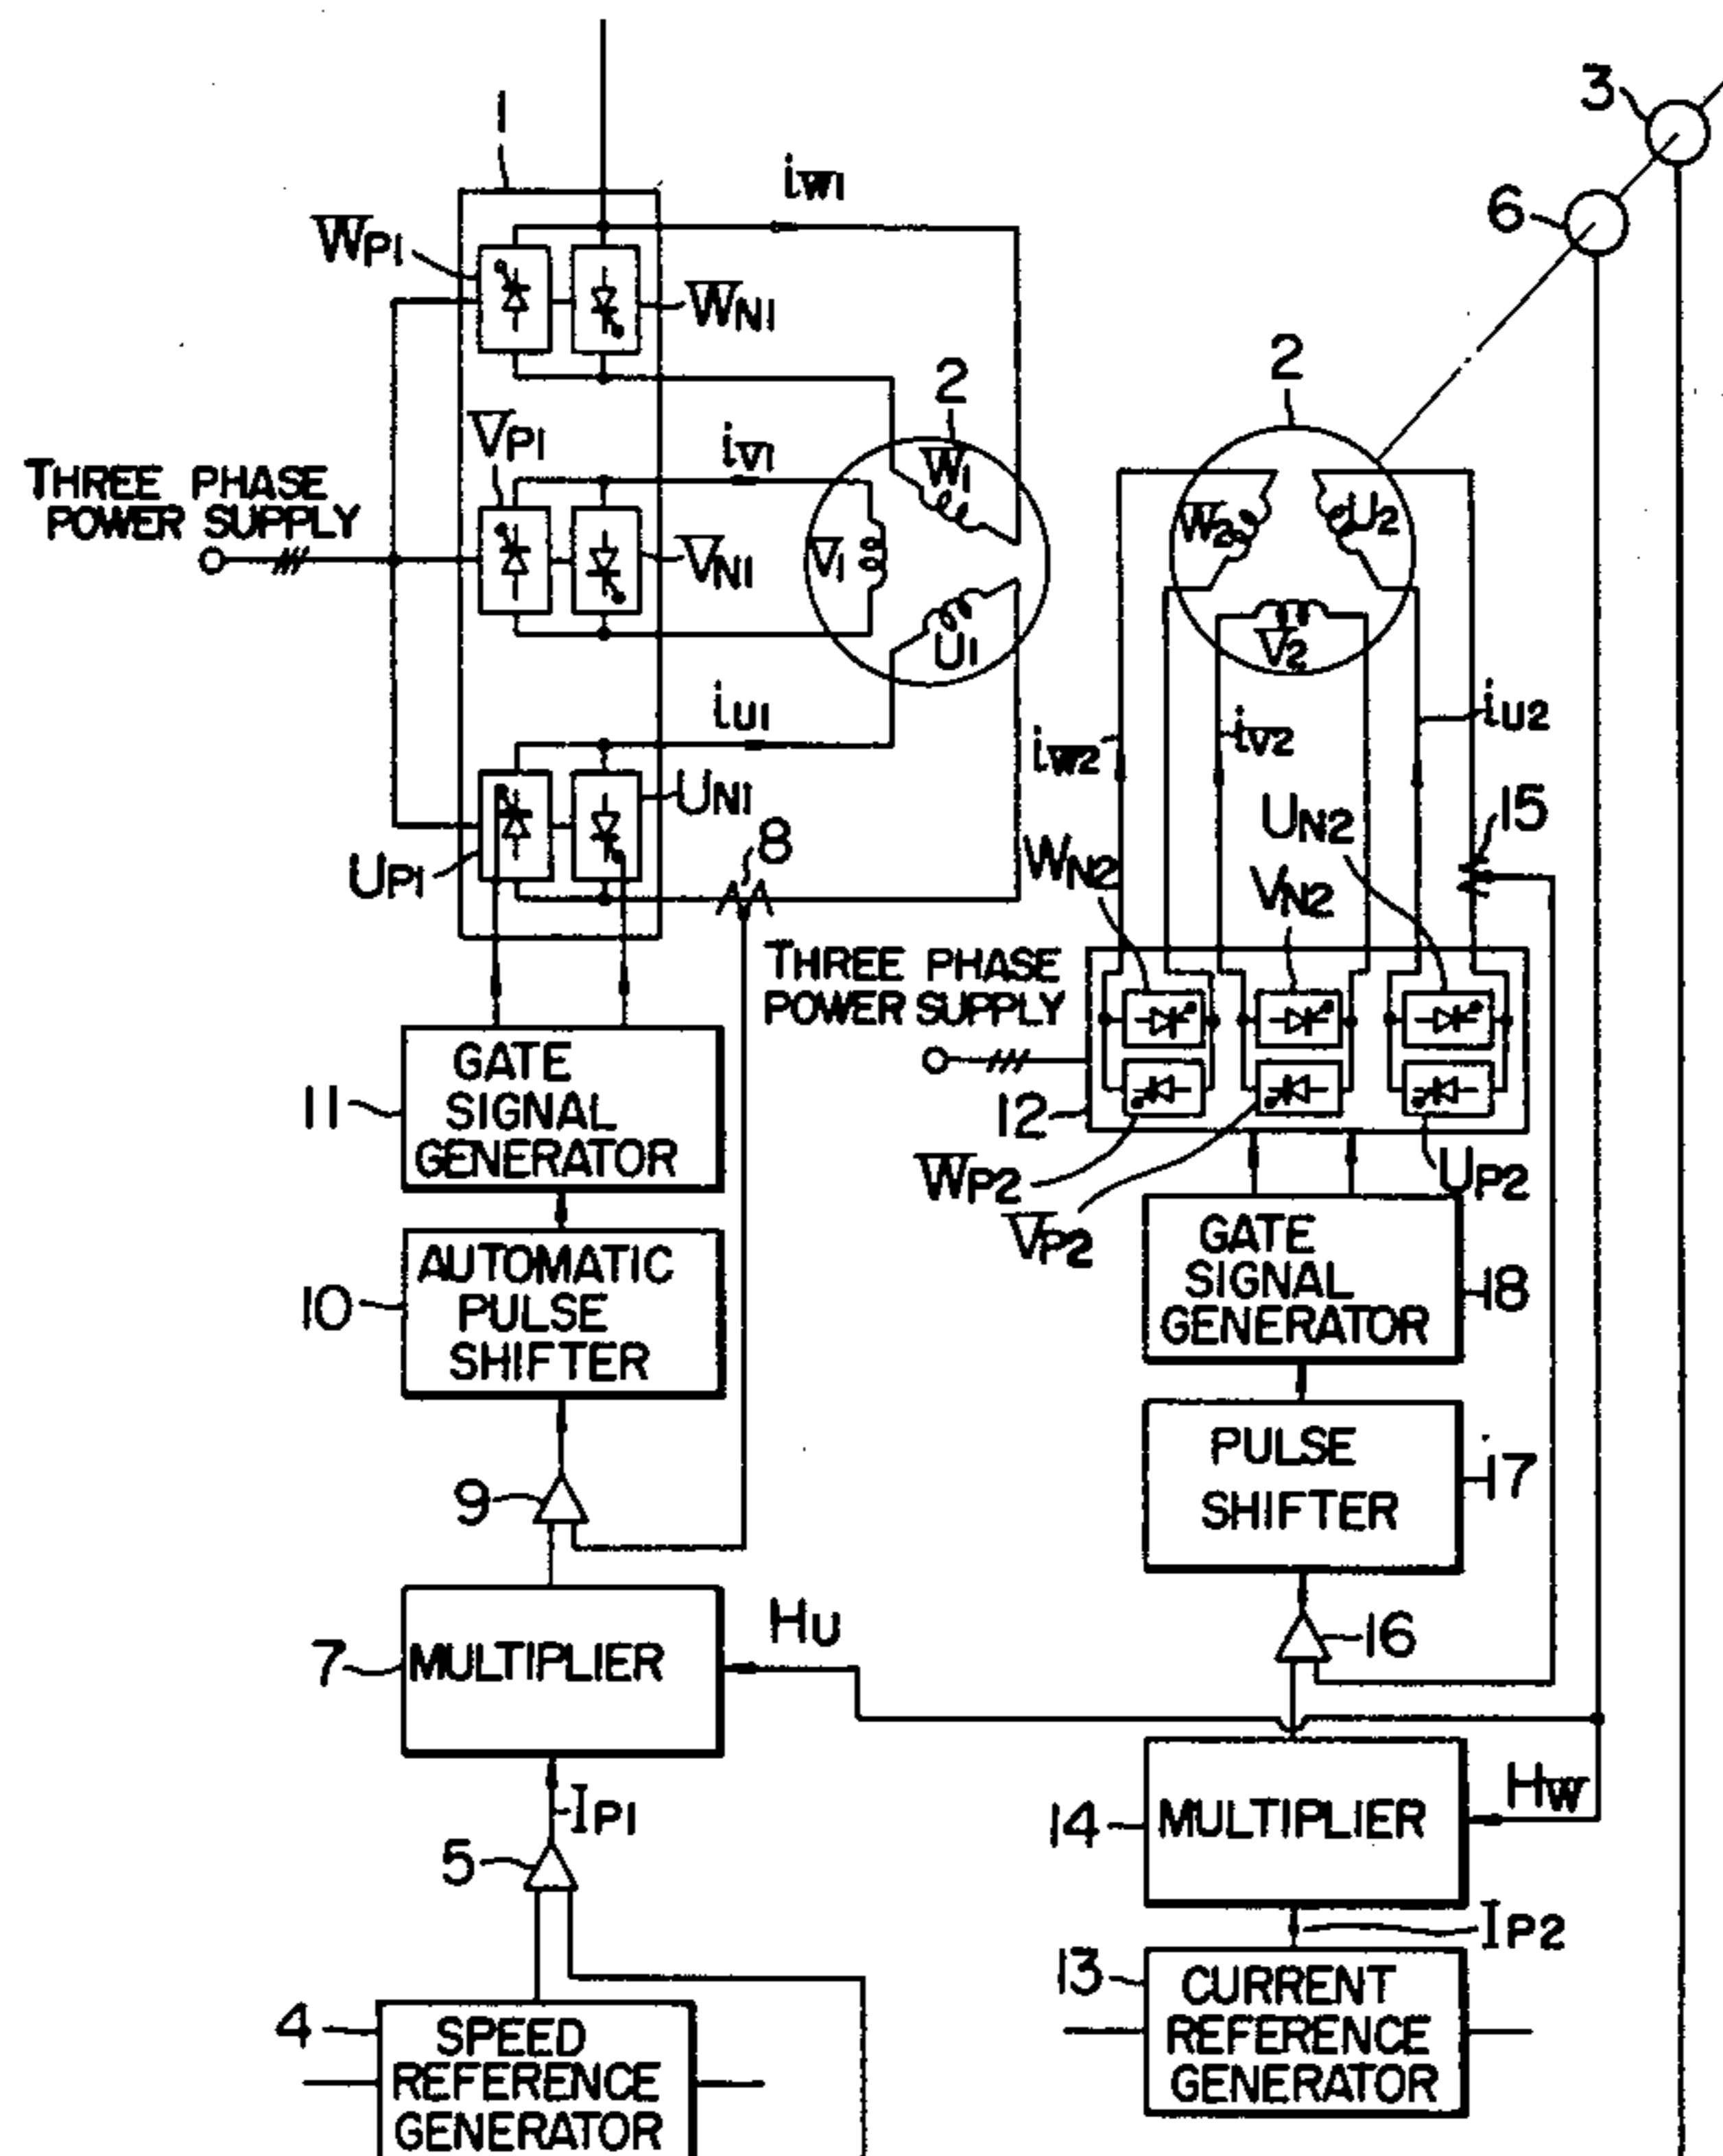 3
1
iW1
6
WP1
WN1
2
2
VP1
iV1
W1
THREE PHASE
POWER SUPPLY
W2
U2
VN1
V1
U1
V2
iU1
iU2
iW2
iV2
UN1
UN2
15
8
UP1
WN2
VN2
THREE PHASE
POWER SUPPLY
GATE
SIGNAL
GENERATOR
11
12
WP2
UP2
VP2
GATE
SIGNAL
GENERATOR
18
AUTOMATIC
PULSE
SHIFTER
10
PULSE
SHIFTER
17
9
HU
16
7
MULTIPLIER
HW
IP1
14
MULTIPLIER
5
IP2
13
CURRENT
REFERENCE
GENERATOR
4
SPEED
REFERENCE
GENERATOR